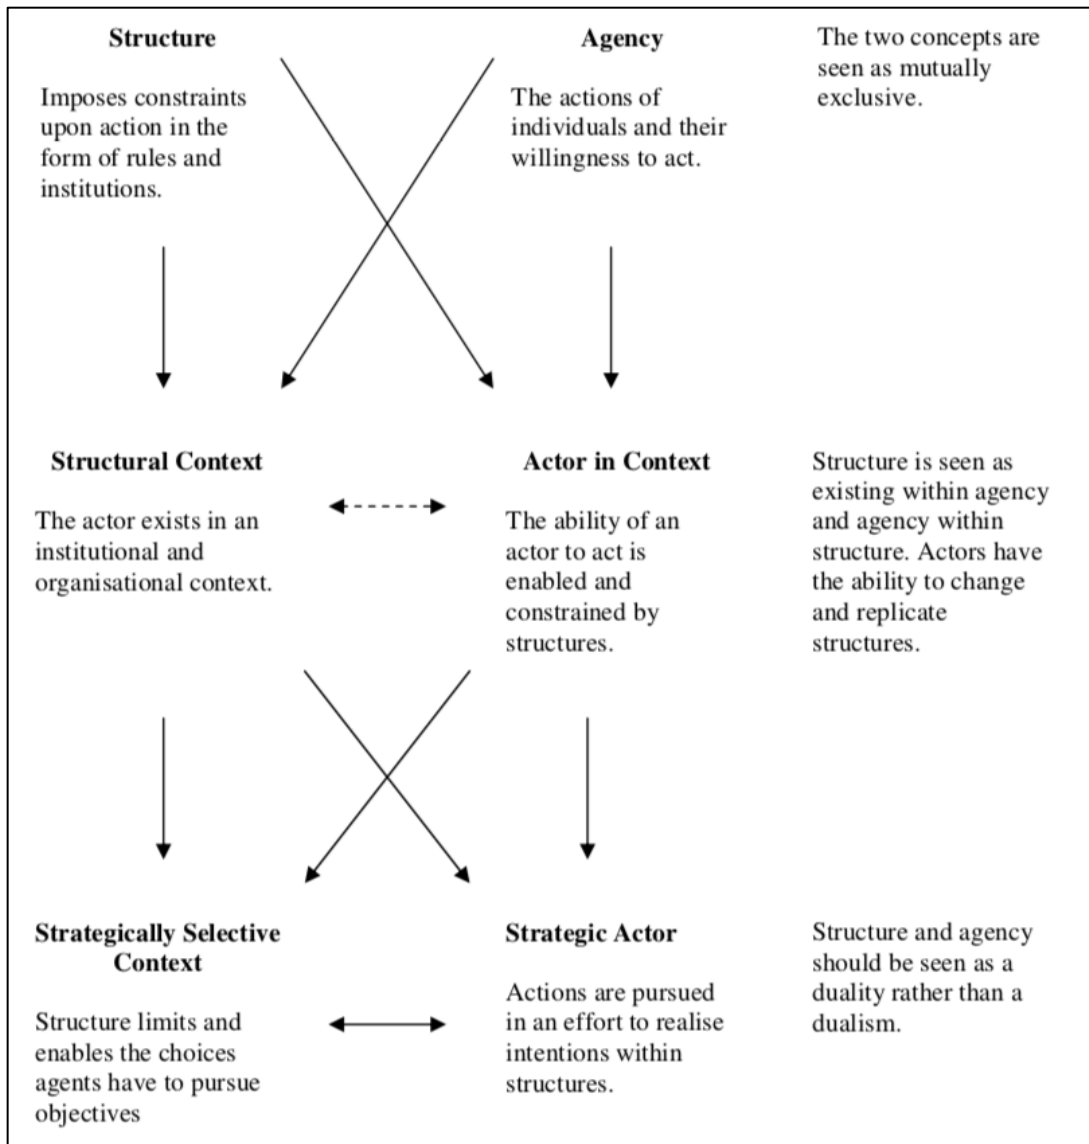 Structure
Imposes constraints
upon action in the
form of rules and
institutions.
Agency
The actions of
individuals and their
willingness to act.
The two concepts are
seen as mutually
exclusive.
Structural Context
The actor exists in an
institutional and
organisational context.
Actor in Context
The ability of an
actor to act is
enabled and
constrained by
structures.
Structure is seen as
existing within agency
and agency within
structure. Actors have
the ability to change
and replicate
structures.
Strategically Selective
Context
Structure limits and
enables the choices
agents have to pursue
objectives
Strategic Actor
Actions are pursued
in an effort to realise
intentions within
structures.
Structure and agency
should be seen as a
duality rather than a
dualism.